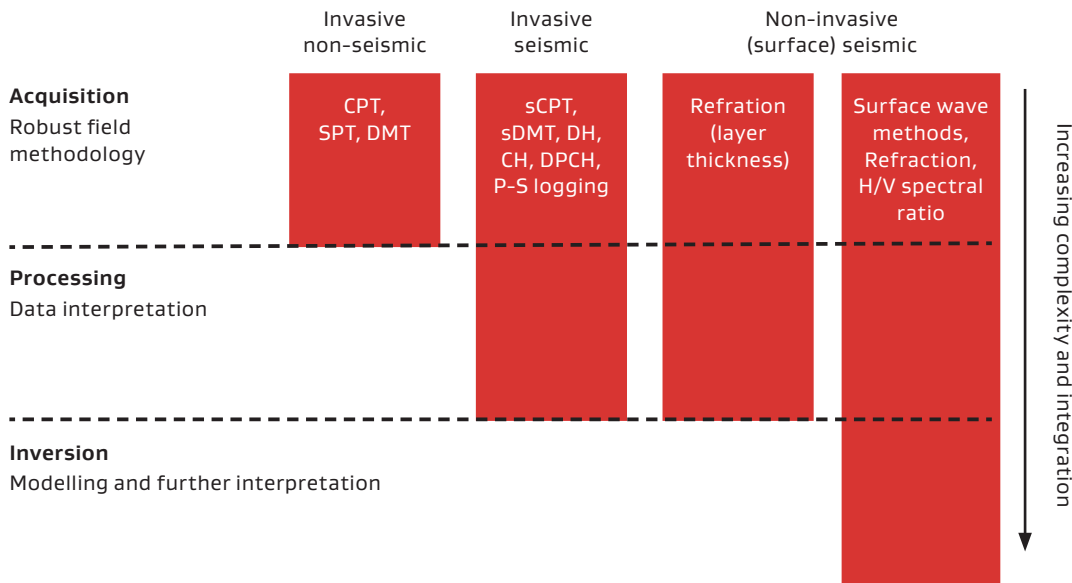 Invasive
non-seismic
Invasive
seismic
Non-invasive
(surface) seismic
Acquisition
Robust field
methodology
CPT,
SPT, DMT
sCPT,
sDMT, DH,
CH, DPCH,
P-S logging
Refration
(layer
thickness)
Surface wave
methods,
Refraction,
H/V spectral
ratio
Processing
Data interpretation
Inversion
Modelling and further interpretation
Increasing complexity and integration